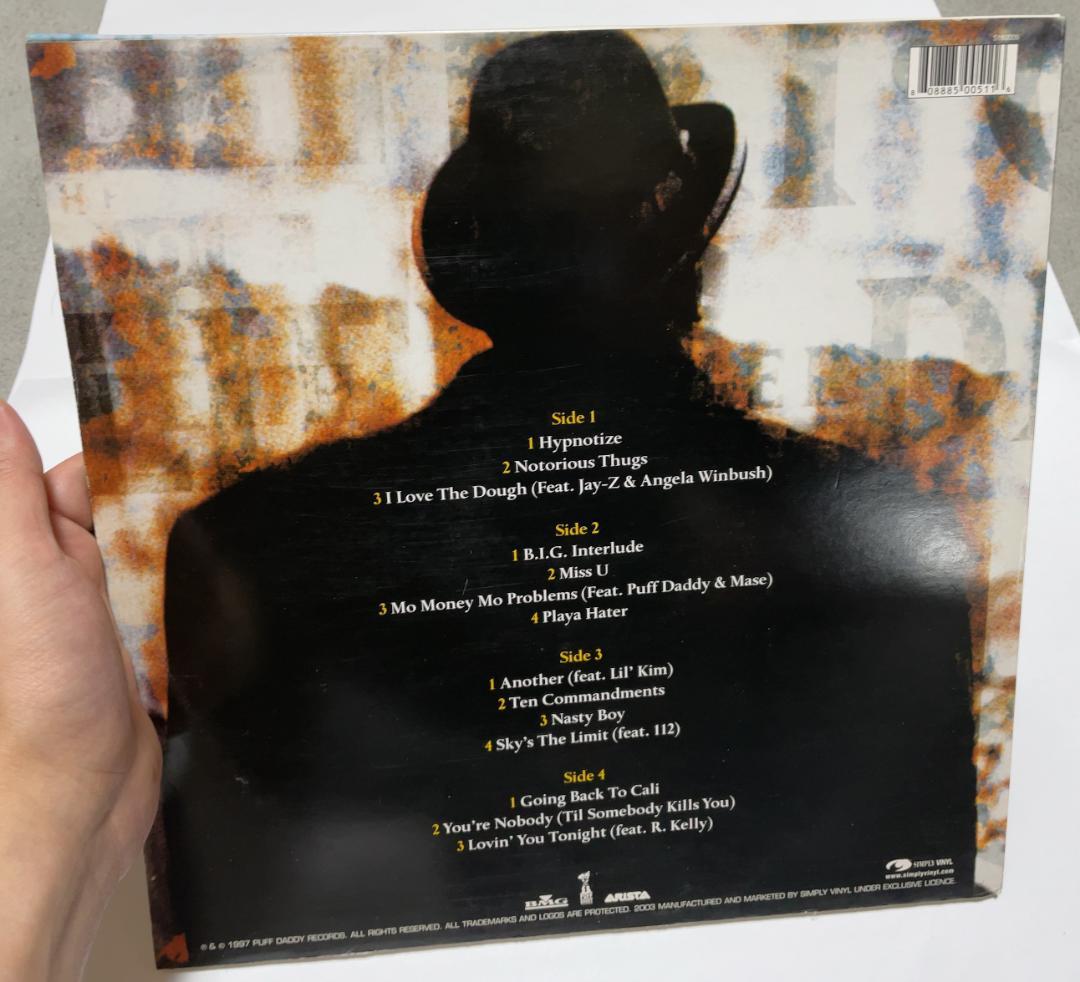 8 08885 00511 6
Side 1
1 Hypnotize
2 Notorious Thugs
3 I Love The Dough (Feat. Jay-Z & Angela Winbush)
Side 2
1 B.I.G. Interlude
2 Miss U
3 Mo Money Mo Problems (Feat. Puff Daddy & Mase)
4 Playa Hater
Side 3
1 Another (feat. Lil' Kim)
2 Ten Commandments
3 Nasty Boy
4 Sky's The Limit (feat. 112)
Side 4
1 Going Back To Cali
2 You're Nobody (Til Somebody Kills You)
3 Lovin' You Tonight (feat. R. Kelly)
BMG
ARISTA
SIMPLY VINYL
www.simplyvinyl.com
℗ & © 1997 PUFF DADDY RECORDS. ALL RIGHTS RESERVED. ALL TRADEMARKS AND LOGOS ARE PROTECTED. 2003 MANUFACTURED AND MARKETED BY SIMPLY VINYL UNDER EXCLUSIVE LICENCE.